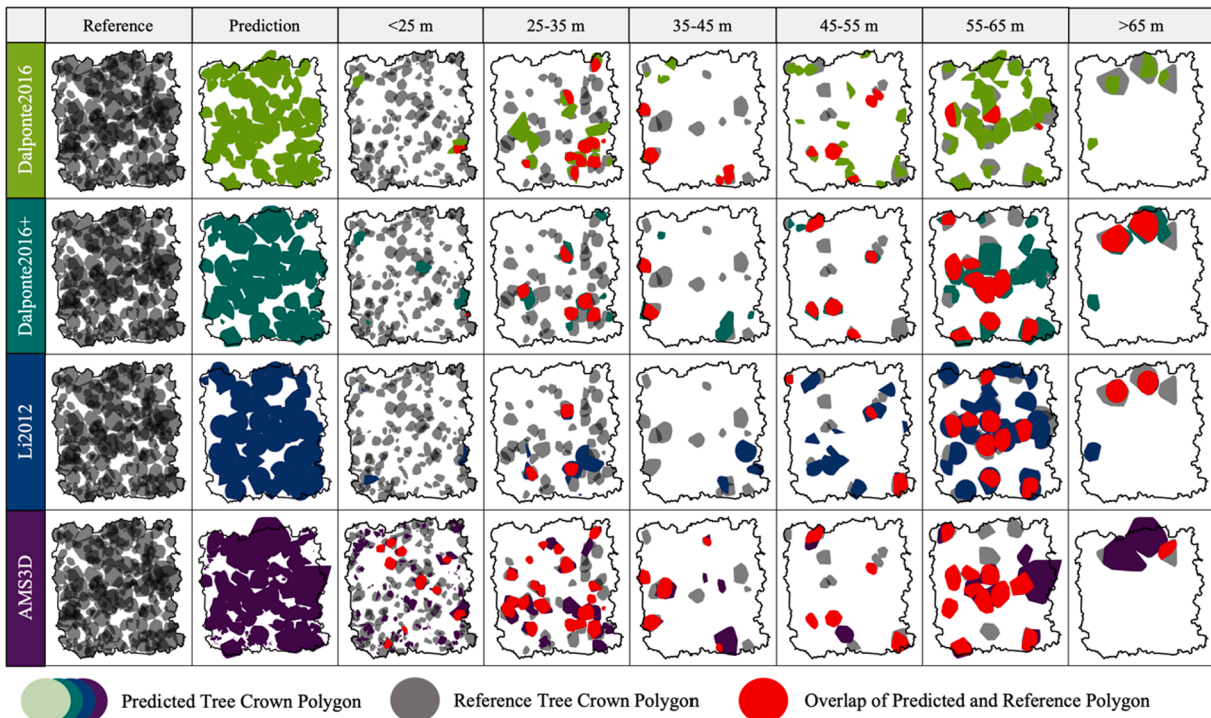 Reference Prediction <25 m 25-35 m 35-45 m 45-55 m 55-65 m >65 m
Dalponte2016
Dalponte2016+
Li2012
AMS3D
Predicted Tree Crown Polygon Reference Tree Crown Polygon Overlap of Predicted and Reference Polygon